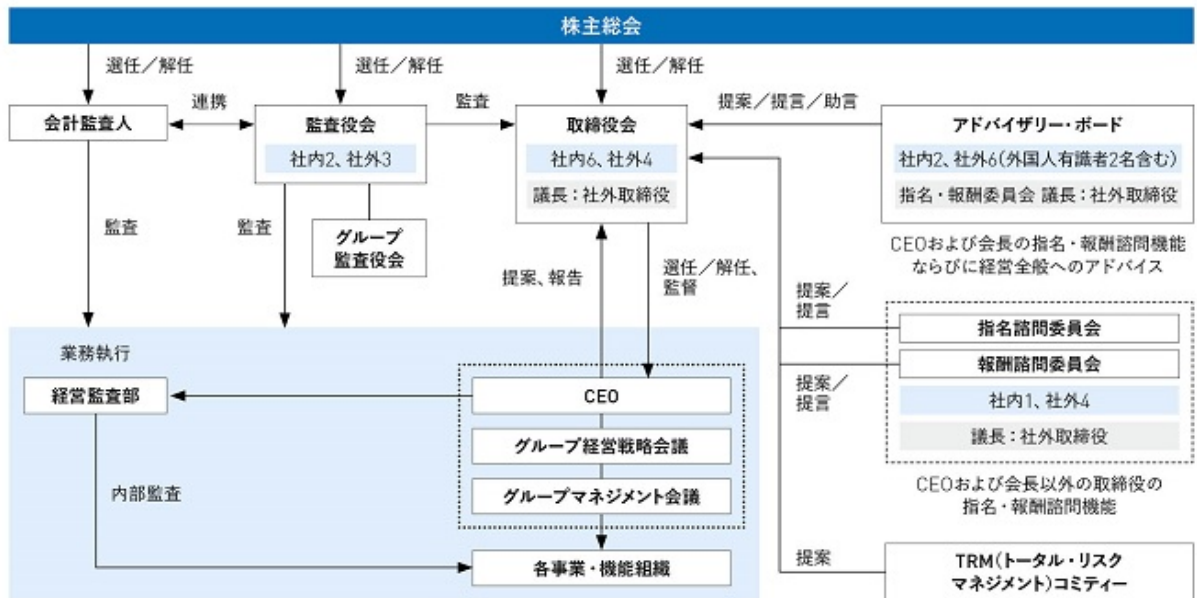 株主総会
選任／解任
選任／解任
選任／解任
会計監査人
連携
監査役会
社内2、社外3
監査
取締役会
社内6、社外4
議長：社外取締役
提案／提言／助言
アドバイザリー・ボード
社内2、社外6(外国人有識者2名含む)
指名・報酬委員会 議長：社外取締役
CEOおよび会長の指名・報酬諮問機能
ならびに経営全般へのアドバイス
監査
監査
グループ
監査役会
提案、報告
選任／解任、
監督
提案／
提言
指名諮問委員会
報酬諮問委員会
社内1、社外4
議長：社外取締役
提案／
提言
CEOおよび会長以外の取締役の
指名・報酬諮問機能
業務執行
経営監査部
CEO
グループ経営戦略会議
グループマネジメント会議
内部監査
各事業・機能組織
提案
TRM(トータル・リスク
マネジメント)コミティー